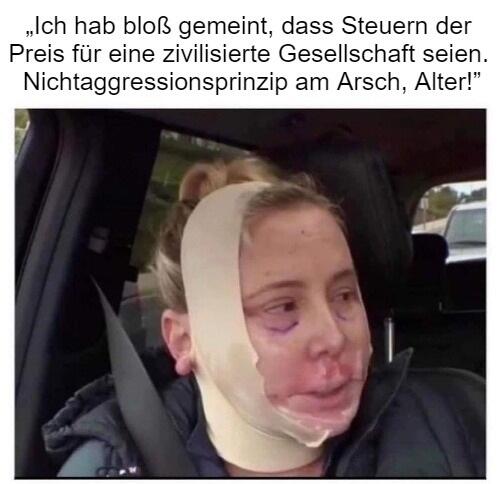 „Ich hab bloß gemeint, dass Steuern der
Preis für eine zivilisierte Gesellschaft seien.
Nichtaggressionsprinzip am Arsch, Alter!”